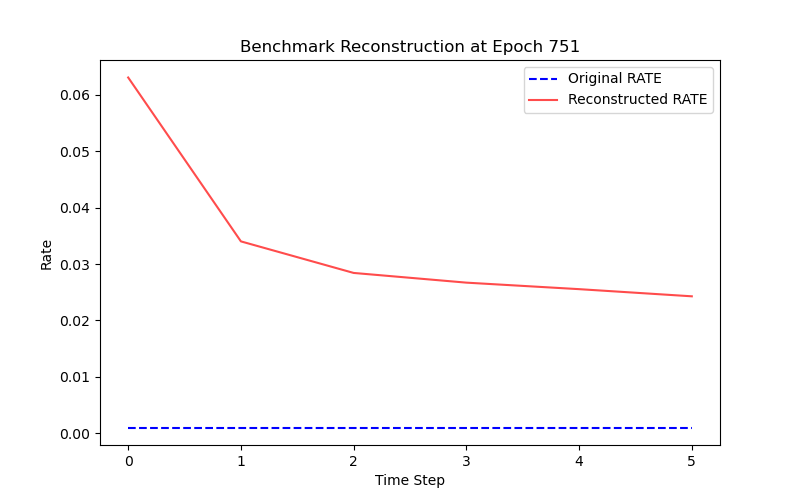 Benchmark Reconstruction at Epoch 751
Original RATE
Reconstructed RATE
Rate
0.06
0.05
0.04
0.03
0.02
0.01
0.00
0 1 2 3 4 5
Time Step